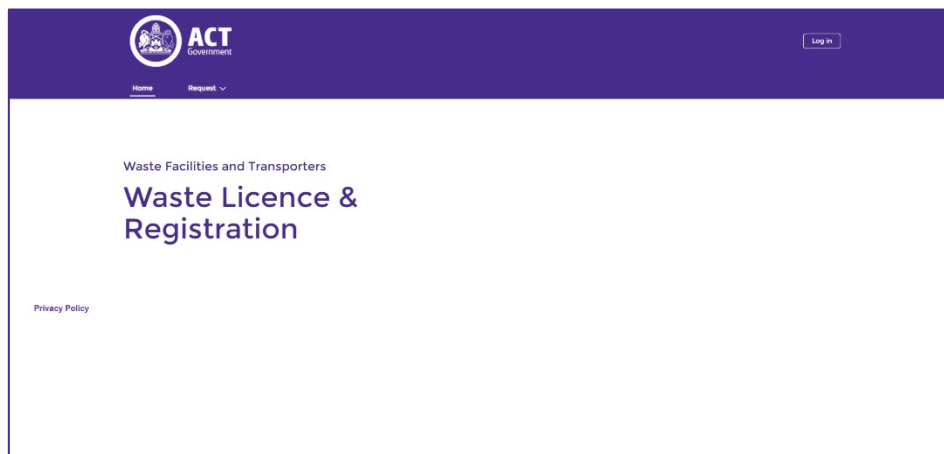 ACT
Government
Log in
Home
Request
Waste Facilities and Transporters
Waste Licence &
Registration
Privacy Policy